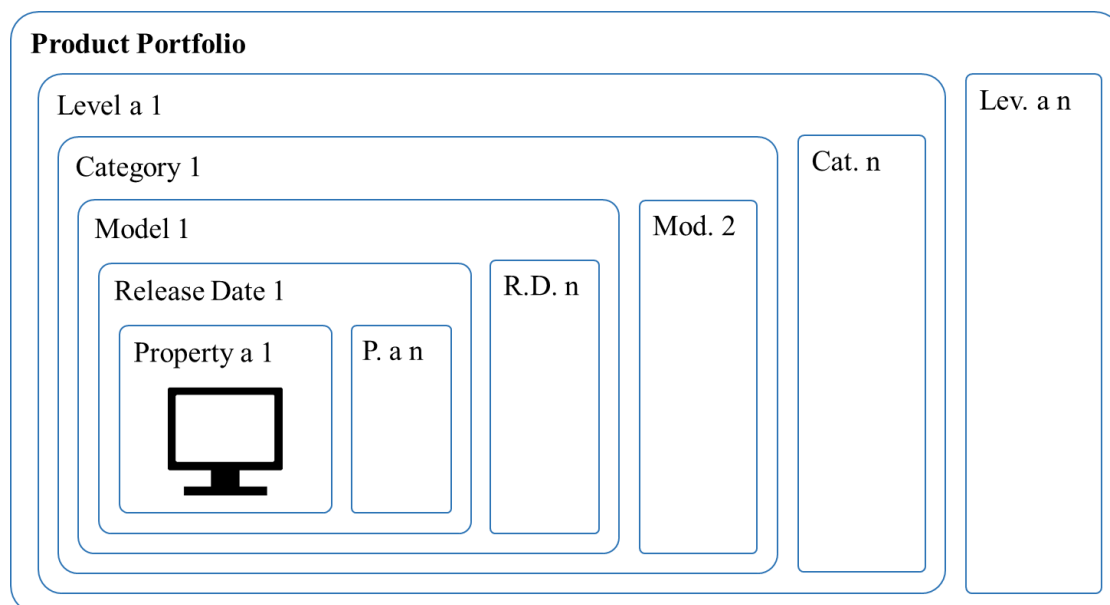 Product Portfolio
Level a 1
Lev. a n
Category 1
Cat. n
Model 1
Mod. 2
Release Date 1
R.D. n
Property a 1
P. a n